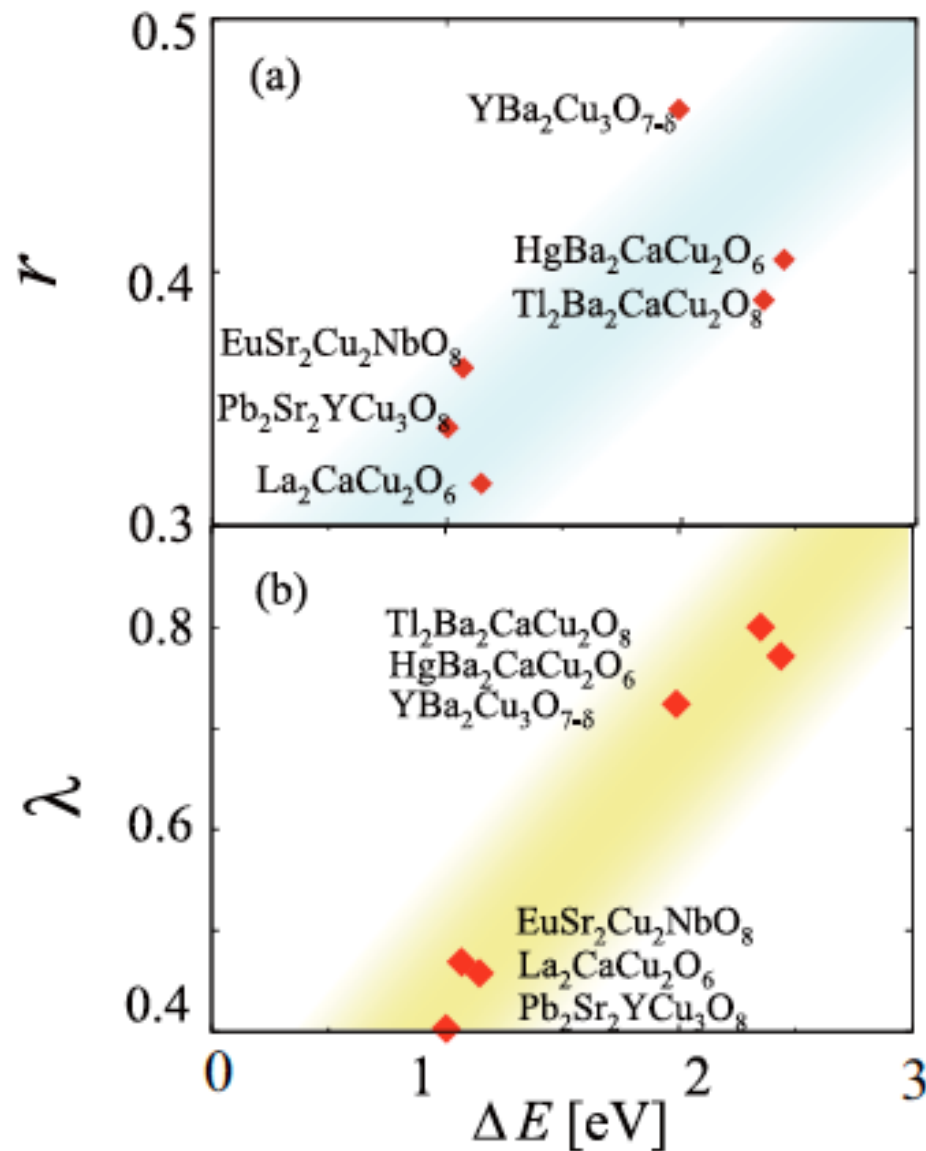 0.5
(a)
YBa₂Cu₃O₇₋δ
r
HgBa₂CaCu₂O₆
0.4
Tl₂Ba₂CaCu₂O₈
EuSr₂Cu₂NbO₈
Pb₂Sr₂YCu₃O₈
La₂CaCu₂O₆
0.3
(b)
0.8
Tl₂Ba₂CaCu₂O₈
HgBa₂CaCu₂O₆
YBa₂Cu₃O₇₋δ
λ
0.6
EuSr₂Cu₂NbO₈
La₂CaCu₂O₆
0.4
Pb₂Sr₂YCu₃O₈
0 1 2 3
ΔE [eV]